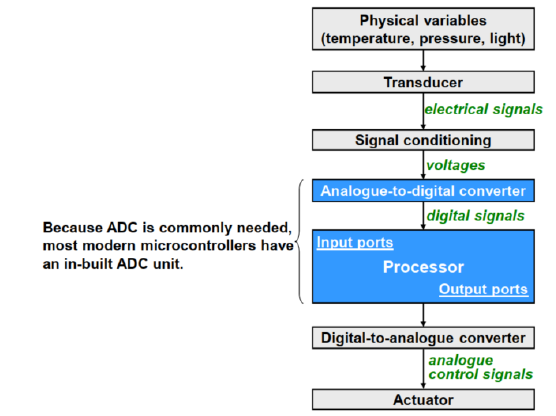 Physical variables
(temperature, pressure, light)
Transducer
electrical signals
Signal conditioning
voltages
Analogue-to-digital converter
digital signals
Because ADC is commonly needed,
most modern microcontrollers have
an in-built ADC unit.
Input ports
Processor
Output ports
Digital-to-analogue converter
analogue
control signals
Actuator